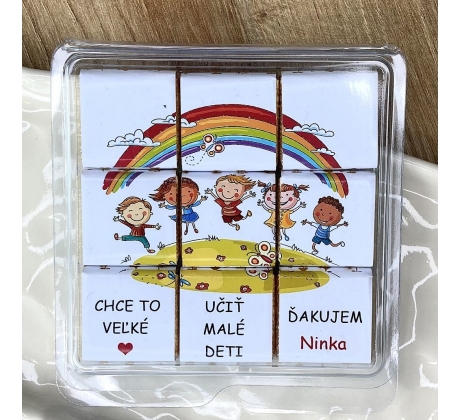 CHCE TO
VEĽKÉ
❤
UČIŤ
MALÉ
DETI
ĎAKUJEM
Ninka